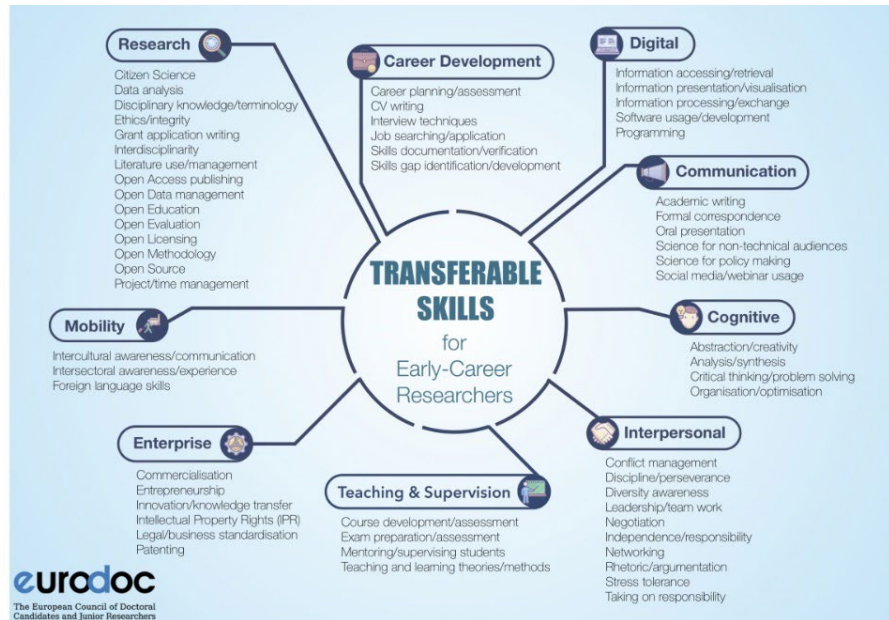 Research
Citizen Science
Data analysis
Disciplinary knowledge/terminology
Ethics/integrity
Grant application writing
Interdisciplinarity
Literature use/management
Open Access publishing
Open Data management
Open Education
Open Evaluation
Open Licensing
Open Methodology
Open Source
Project/time management
Career Development
Career planning/assessment
CV writing
Interview techniques
Job searching/application
Skills documentation/verification
Skills gap identification/development
Digital
Information accessing/retrieval
Information presentation/visualisation
Information processing/exchange
Software usage/development
Programming
Communication
Academic writing
Formal correspondence
Oral presentation
Science for non-technical audiences
Science for policy making
Social media/webinar usage
TRANSFERABLE
SKILLS
for
Early-Career
Researchers
Mobility
Intercultural awareness/communication
Intersectoral awareness/experience
Foreign language skills
Cognitive
Abstraction/creativity
Analysis/synthesis
Critical thinking/problem solving
Organisation/optimisation
Enterprise
Commercialisation
Entrepreneurship
Innovation/knowledge transfer
Intellectual Property Rights (IPR)
Legal/business standardisation
Patenting
Teaching & Supervision
Course development/assessment
Exam preparation/assessment
Mentoring/supervising students
Teaching and learning theories/methods
Interpersonal
Conflict management
Discipline/perseverance
Diversity awareness
Leadership/team work
Negotiation
Independence/responsibility
Networking
Rhetoric/argumentation
Stress tolerance
Taking on responsibility
eurodoc
The European Council of Doctoral
Candidates and Junior Researchers